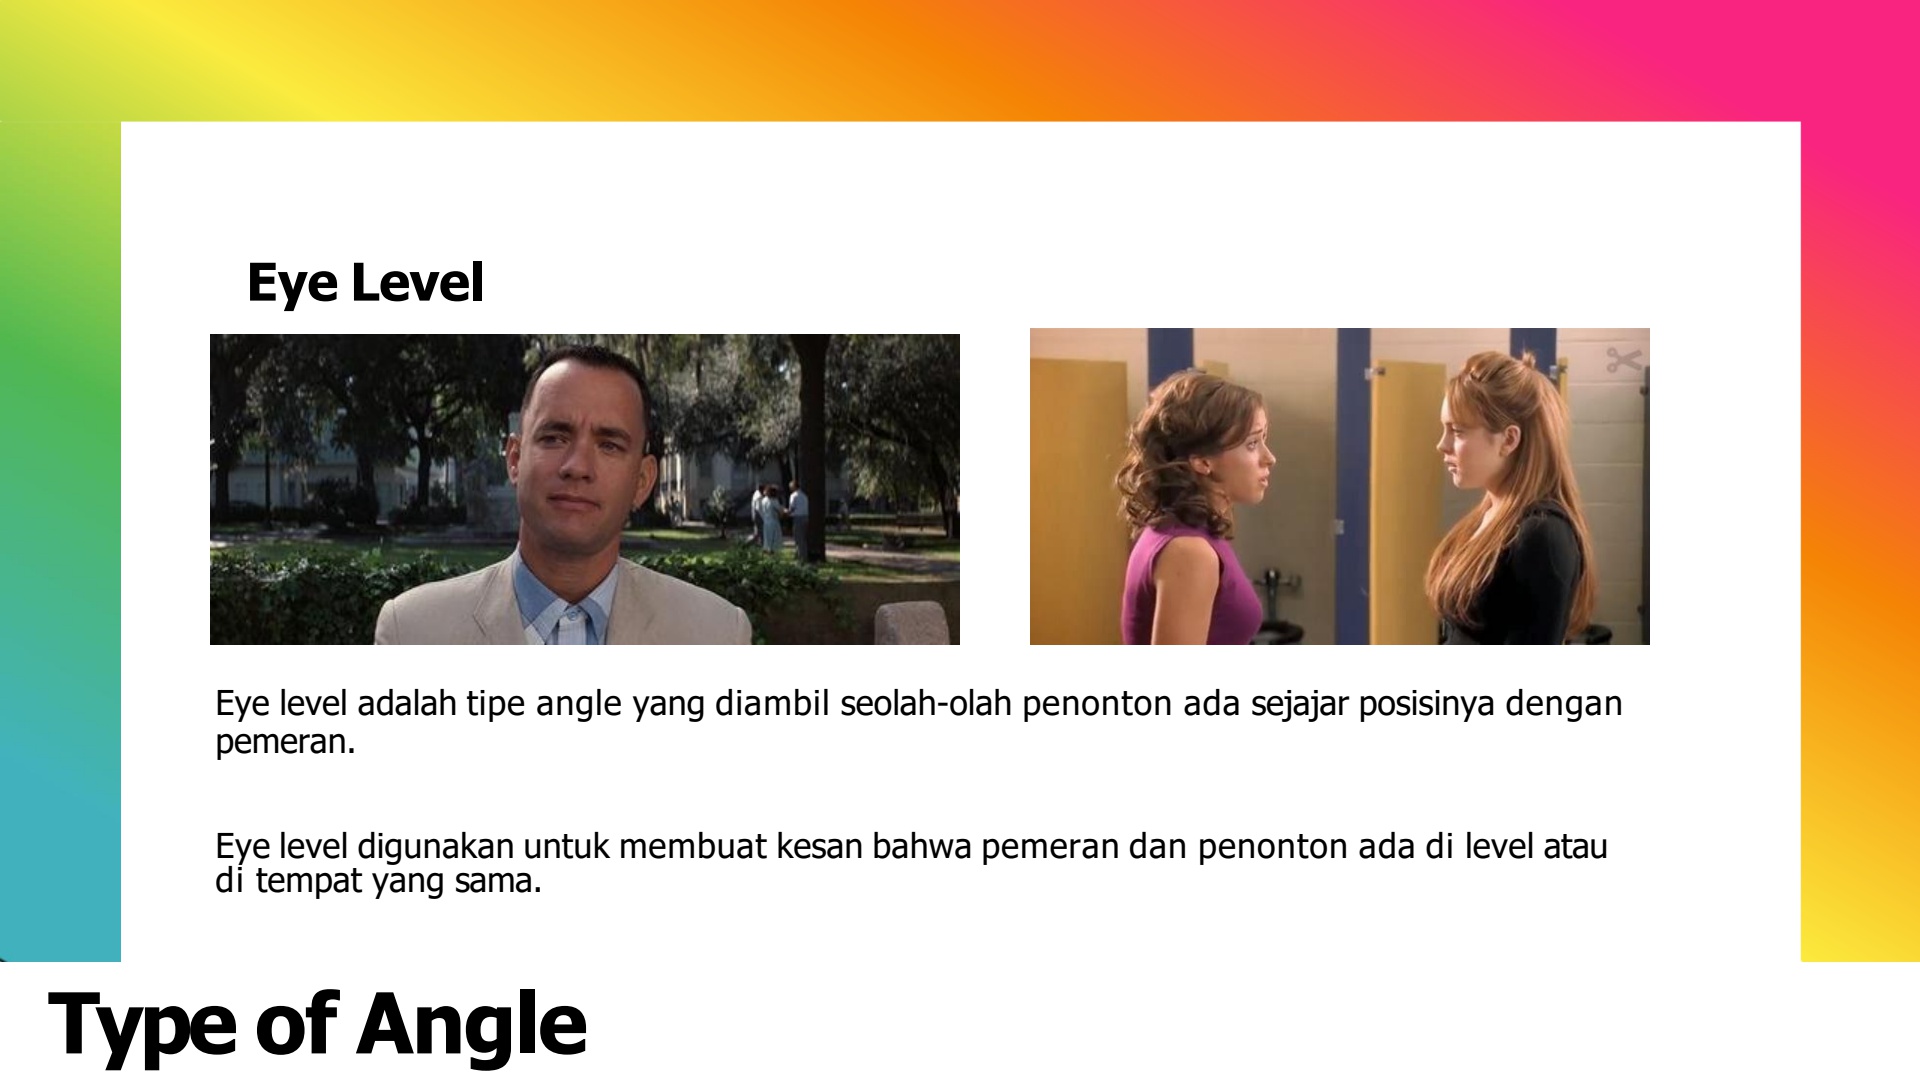 Eye Level
Eye level adalah tipe angle yang diambil seolah-olah penonton ada sejajar posisinya dengan
pemeran.
Eye level digunakan untuk membuat kesan bahwa pemeran dan penonton ada di level atau
di tempat yang sama.
Type of Angle